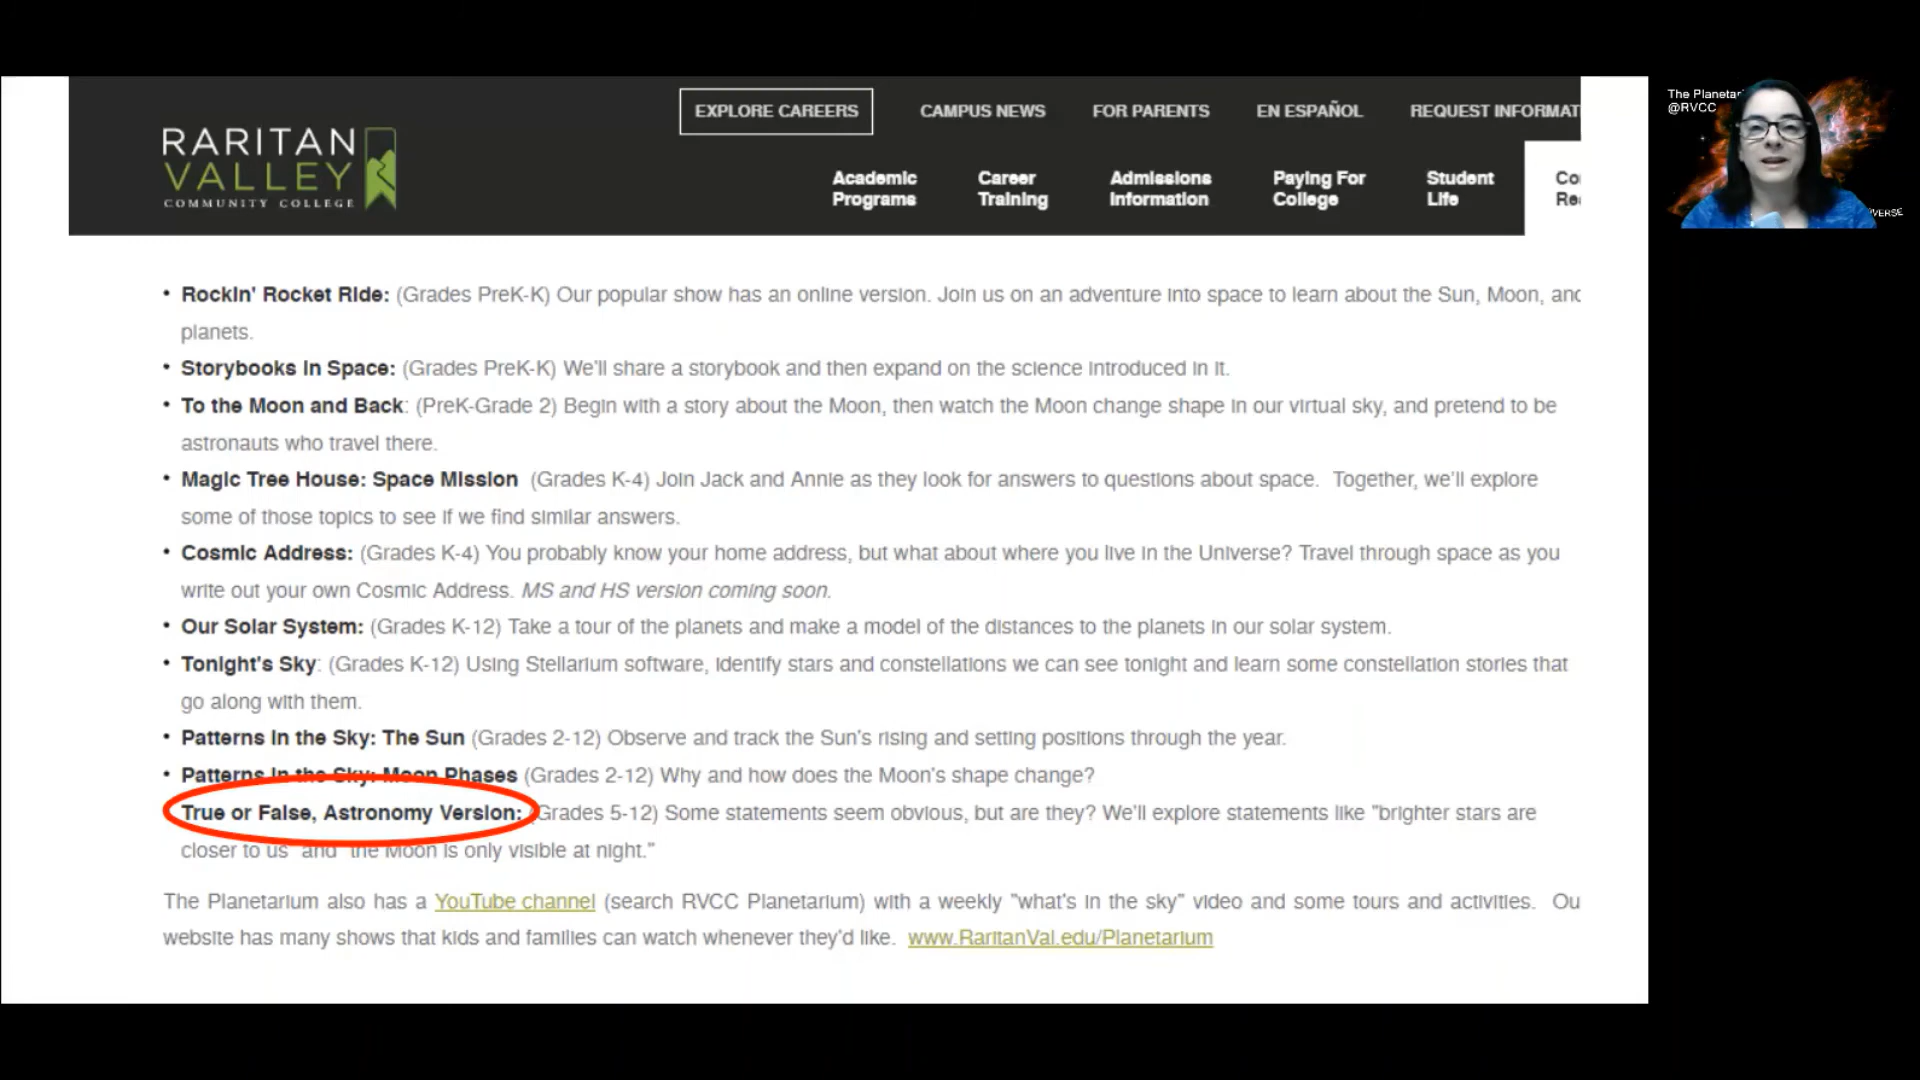 EXPLORE CAREERS CAMPUS NEWS FOR PARENTS EN ESPAÑOL REQUEST INFORMAT
The Planetar
@RVCC
RARITAN
VALLEY
COMMUNITY COLLEGE
Academic Programs
Career Training
Admissions Information
Paying For College
Student Life
VERSE
• Rockin' Rocket Ride: (Grades PreK-K) Our popular show has an online version. Join us on an adventure into space to learn about the Sun, Moon, and
planets.
• Storybooks in Space: (Grades PreK-K) We'll share a storybook and then expand on the science introduced in it.
• To the Moon and Back: (PreK-Grade 2) Begin with a story about the Moon, then watch the Moon change shape in our virtual sky, and pretend to be
astronauts who travel there.
• Magic Tree House: Space Mission (Grades K-4) Join Jack and Annie as they look for answers to questions about space. Together, we'll explore
some of those topics to see if we find similar answers.
• Cosmic Address: (Grades K-4) You probably know your home address, but what about where you live in the Universe? Travel through space as you
write out your own Cosmic Address. MS and HS version coming soon.
• Our Solar System: (Grades K-12) Take a tour of the planets and make a model of the distances to the planets in our solar system.
• Tonight's Sky: (Grades K-12) Using Stellarium software, identify stars and constellations we can see tonight and learn some constellation stories that
go along with them.
• Patterns in the Sky: The Sun (Grades 2-12) Observe and track the Sun's rising and setting positions through the year.
• Patterns in the Sky: Moon Phases (Grades 2-12) Why and how does the Moon's shape change?
True or False, Astronomy Version: (Grades 5-12) Some statements seem obvious, but are they? We'll explore statements like "brighter stars are
closer to us" and "the Moon is only visible at night."
The Planetarium also has a YouTube channel (search RVCC Planetarium) with a weekly "what's in the sky" video and some tours and activities. Ou
website has many shows that kids and families can watch whenever they'd like. www.RaritanVal.edu/Planetarium